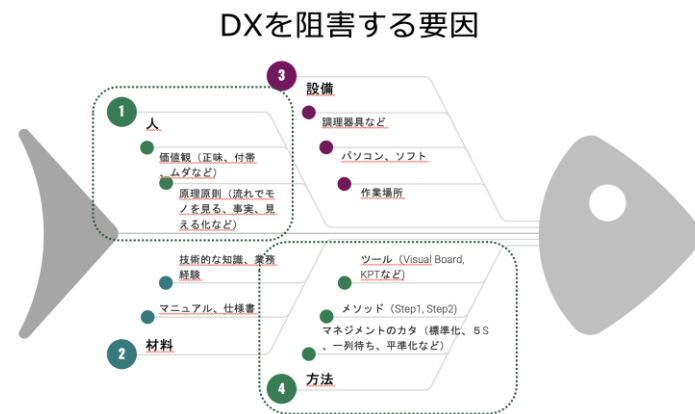 DXを阻害する要因
1
人
価値観（正味、付帯
、ムダなど）
原理原則（流れでモ
ノを見る、事実、見
える化など）
3
設備
調理器具など
パソコン、ソフト
作業場所
技術的な知識、業務
経験
マニュアル、仕様書
2
材料
ツール（Visual Board,
KPTなど)
メソッド（Step1, Step2）
マネジメントのカタ（標準化、５S
、一列待ち、平準化など）
4
方法